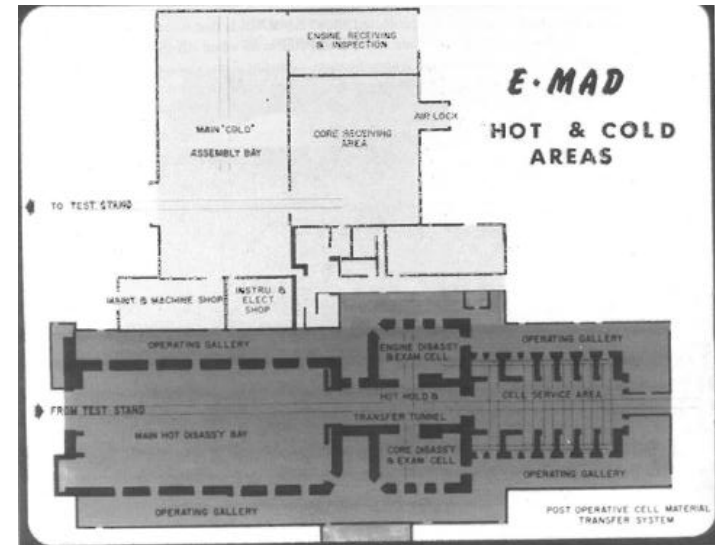 ENGINE RECEIVING
& INSPECTION
E-MAD
HOT & COLD
AREAS
AIR LOCK
MAIN "COLD"
ASSEMBLY BAY
CORE RECEIVING
AREA
TO TEST STAND
MAINT. & MACHINE SHOP
INSTRU. &
ELECT.
SHOP
OPERATING GALLERY
ENGINE DISASSY
& EXAM CELL
OPERATING GALLERY
HOT HOLD &
TRANSFER TUNNEL
CELL SERVICE AREA
FROM TEST STAND
MAIN HOT DISASSY BAY
CORE DISASSY
& EXAM CELL
OPERATING GALLERY
OPERATING GALLERY
POST OPERATIVE CELL MATERIAL
TRANSFER SYSTEM